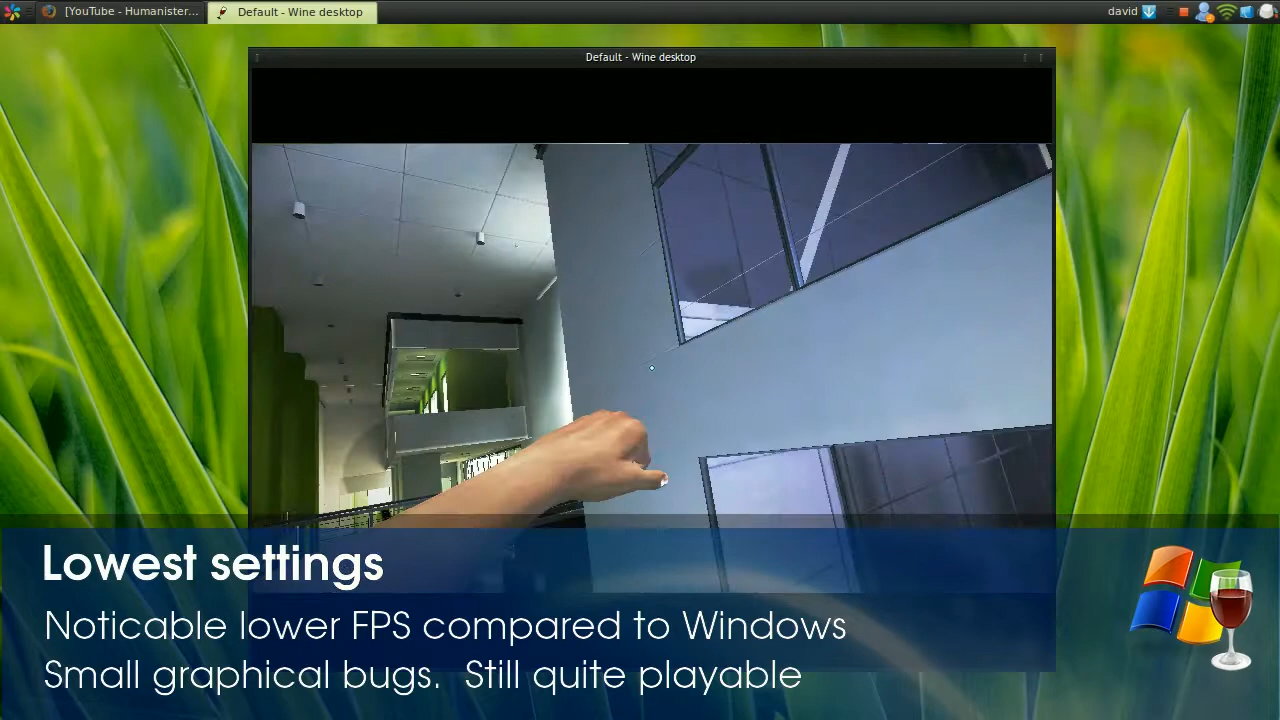 [YouTube - Humanister...
Default - Wine desktop
david
Default - Wine desktop
Lowest settings
Noticable lower FPS compared to Windows
Small graphical bugs. Still quite playable